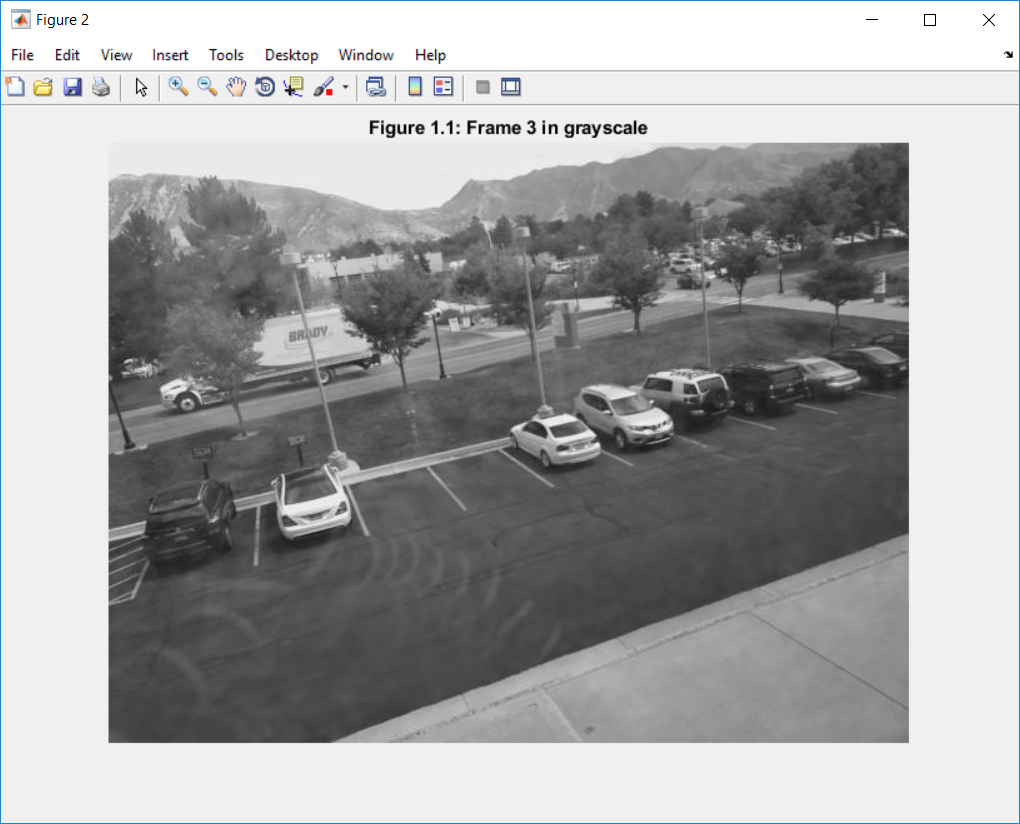 Figure 2
File Edit View Insert Tools Desktop Window Help
Figure 1.1: Frame 3 in grayscale
BRADY